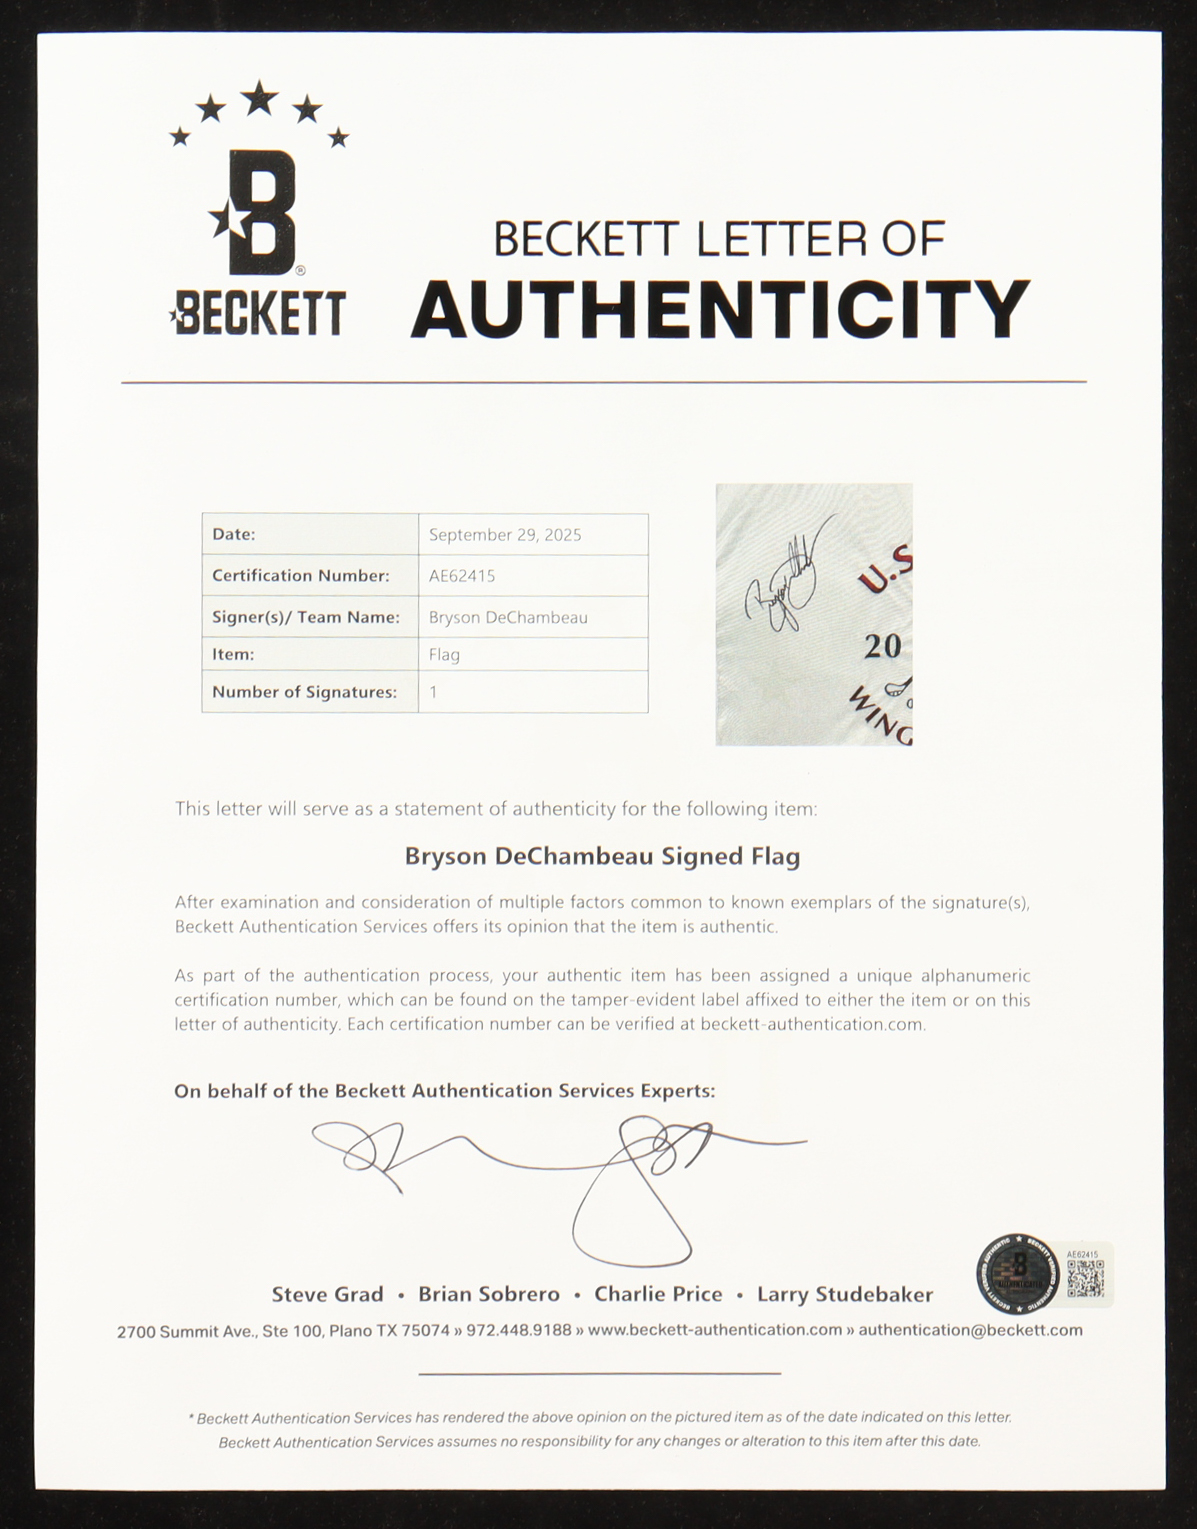 B
®
BECKETT
BECKETT LETTER OF
AUTHENTICITY
Date: September 29, 2025
Certification Number: AE62415
Signer(s)/ Team Name: Bryson DeChambeau
Item: Flag
Number of Signatures: 1
U.S
20
WING
This letter will serve as a statement of authenticity for the following item:
Bryson DeChambeau Signed Flag
After examination and consideration of multiple factors common to known exemplars of the signature(s),
Beckett Authentication Services offers its opinion that the item is authentic.
As part of the authentication process, your authentic item has been assigned a unique alphanumeric
certification number, which can be found on the tamper-evident label affixed to either the item or on this
letter of authenticity. Each certification number can be verified at beckett-authentication.com.
On behalf of the Beckett Authentication Services Experts:
AE62415
Steve Grad • Brian Sobrero • Charlie Price • Larry Studebaker
2700 Summit Ave., Ste 100, Plano TX 75074 » 972.448.9188 » www.beckett-authentication.com » authentication@beckett.com
* Beckett Authentication Services has rendered the above opinion on the pictured item as of the date indicated on this letter.
Beckett Authentication Services assumes no responsibility for any changes or alteration to this item after this date.